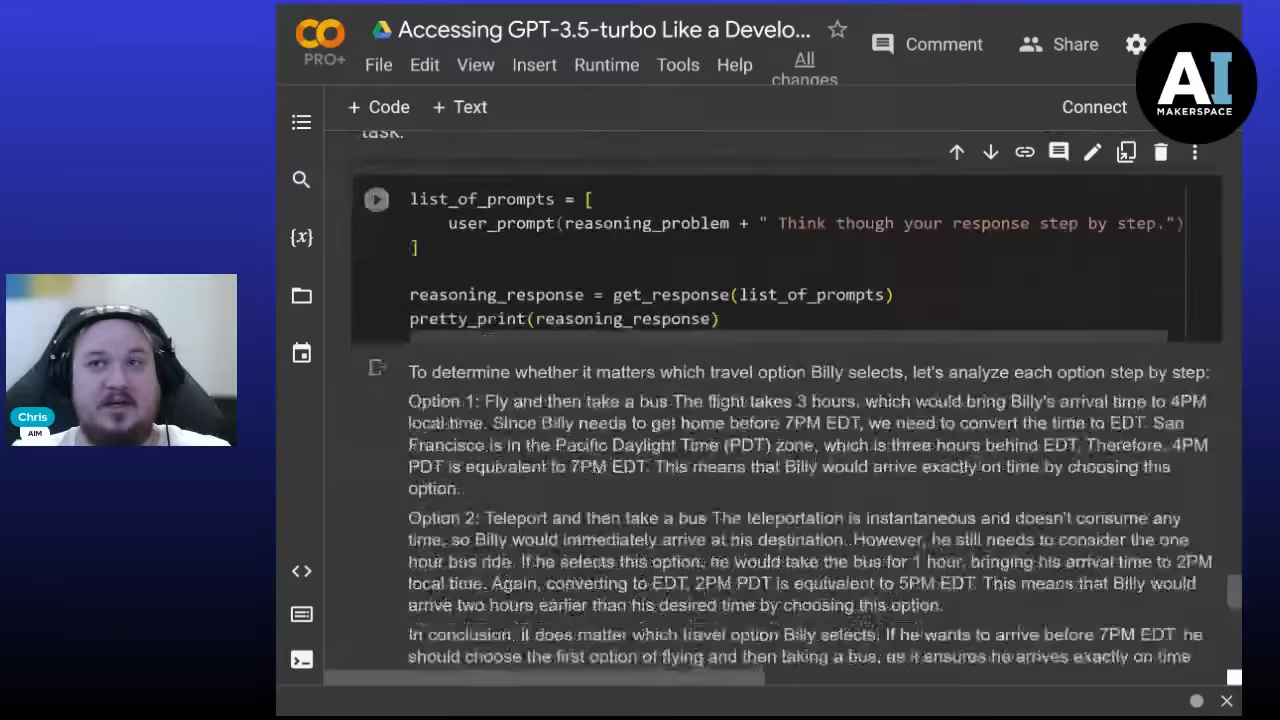 Accessing GPT-3.5-turbo Like a Develo...
PRO+
File Edit View Insert Runtime Tools Help
All changes
Comment
Share
AI
MAKERSPACE
+ Code + Text
Connect
task.
list_of_prompts = [
user_prompt(reasoning_problem + " Think though your response step by step.")
]
reasoning_response = get_response(list_of_prompts)
pretty_print(reasoning_response)
{x}
To determine whether it matters which travel option Billy selects, let's analyze each option step by step:
Option 1: Fly and then take a bus The flight takes 3 hours, which would bring Billy's arrival time to 4PM
local time. Since Billy needs to get home before 7PM EDT, we need to convert the time to EDT. San
Francisco is in the Pacific Daylight Time (PDT) zone, which is three hours behind EDT. Therefore, 4PM
PDT is equivalent to 7PM EDT. This means that Billy would arrive exactly on time by choosing this
option.
Option 2: Teleport and then take a bus The teleportation is instantaneous and doesn't consume any
time, so Billy would immediately arrive at his destination. However, he still needs to consider the one
hour bus ride. If he selects this option, he would take the bus for 1 hour, bringing his arrival time to 2PM
local time. Again, converting to EDT, 2PM PDT is equivalent to 5PM EDT. This means that Billy would
arrive two hours earlier than his desired time by choosing this option.
In conclusion, it does matter which travel option Billy selects. If he wants to arrive before 7PM EDT, he
should choose the first option of flying and then taking a bus, as it ensures he arrives exactly on time
Chris
AIM